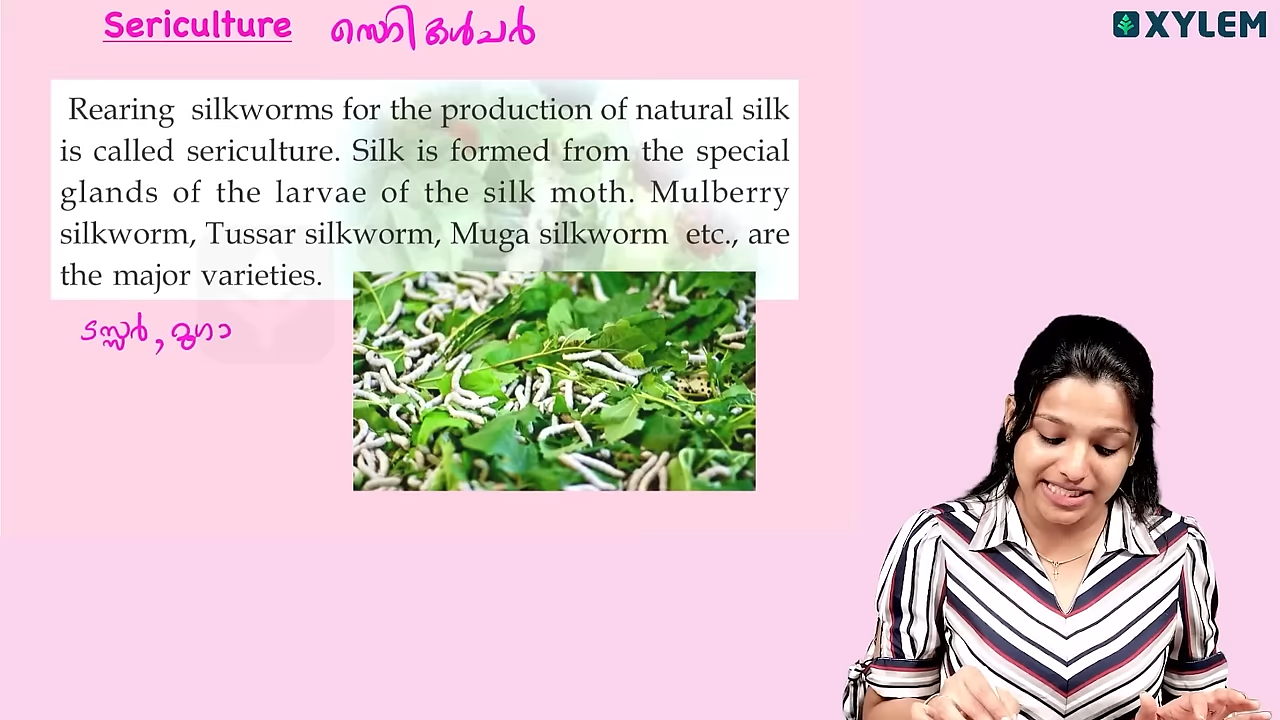 Sericulture സെറികൾചർ
XYLEM
Rearing silkworms for the production of natural silk
is called sericulture. Silk is formed from the special
glands of the larvae of the silk moth. Mulberry
silkworm, Tussar silkworm, Muga silkworm etc., are
the major varieties.
ടസ്സർ, മുഗാ